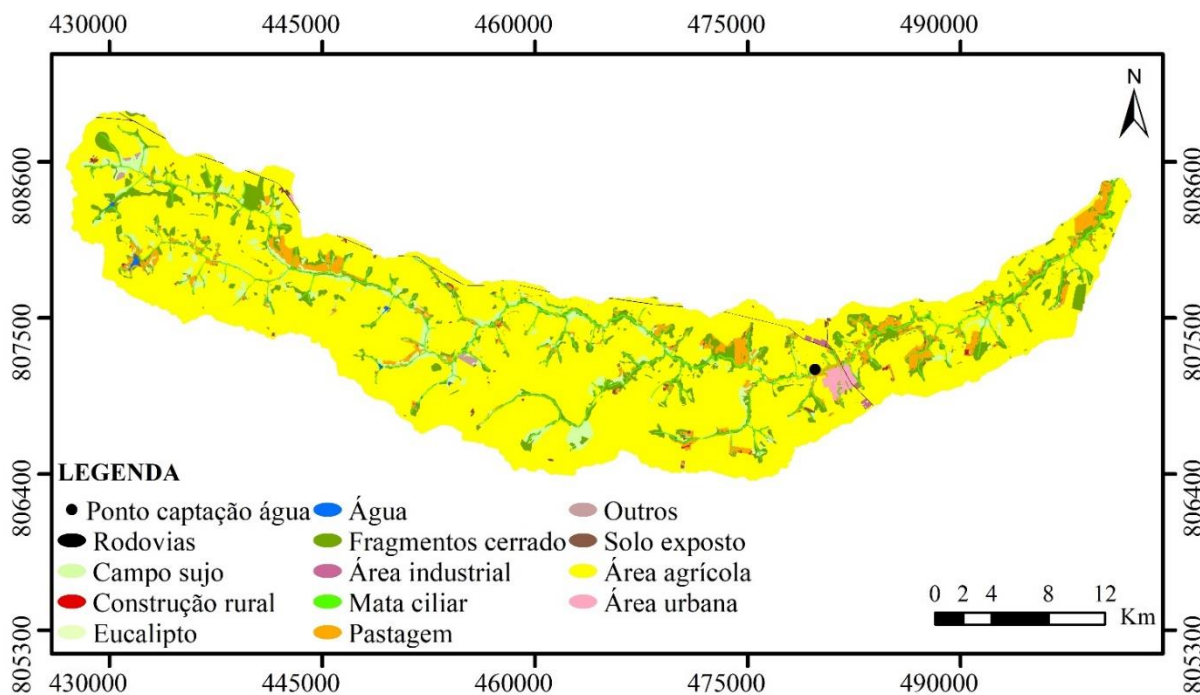 430000 445000 460000 475000 490000
N
808600 808600
807500 807500
806400 806400
805300 805300
LEGENDA
Ponto captação água Água Outros
Rodovias Fragmentos cerrado Solo exposto
Campo sujo Área industrial Área agrícola
Construção rural Mata ciliar Área urbana
Eucalipto Pastagem
0 2 4 8 12
Km
430000 445000 460000 475000 490000